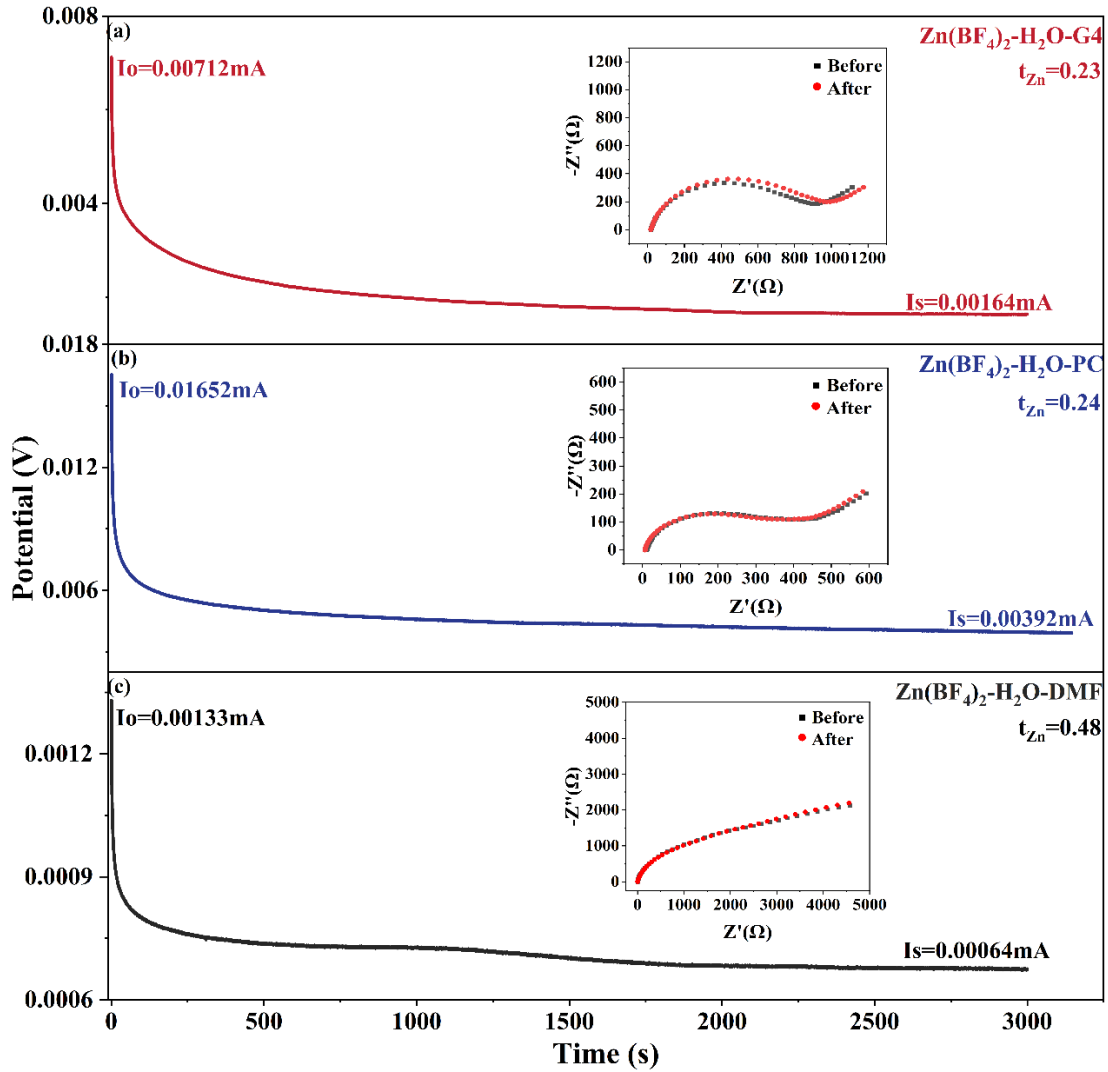 (a)
Zn(BF₄)₂-H₂O-G4
t_Zn=0.23
Io=0.00712mA
Is=0.00164mA
0.008
0.004
Before
After
-Z''(Ω)
1200
1000
800
600
400
200
0
0 200 400 600 800 1000 1200
Z'(Ω)
(b)
Zn(BF₄)₂-H₂O-PC
t_Zn=0.24
Io=0.01652mA
Is=0.00392mA
0.018
0.012
0.006
Before
After
-Z''(Ω)
600
500
400
300
200
100
0
0 100 200 300 400 500 600
Z'(Ω)
(c)
Zn(BF₄)₂-H₂O-DMF
t_Zn=0.48
Io=0.00133mA
Is=0.00064mA
0.0012
0.0009
0.0006
Before
After
-Z''(Ω)
5000
4000
3000
2000
1000
0
0 1000 2000 3000 4000 5000
Z'(Ω)
Potential (V)
0 500 1000 1500 2000 2500 3000
Time (s)